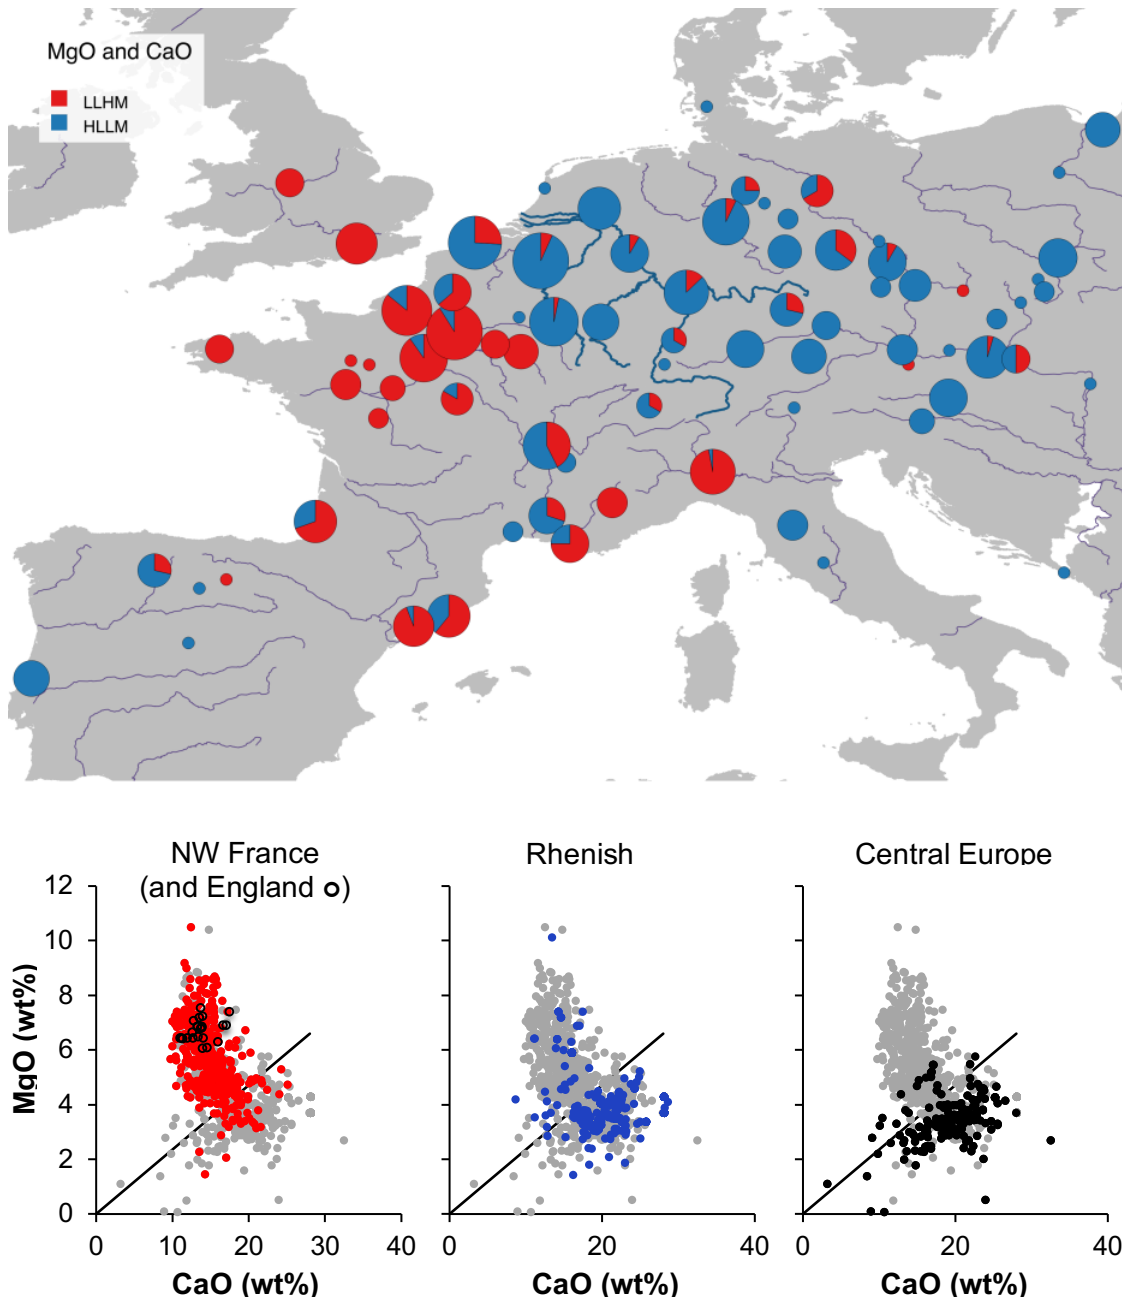 MgO and CaO
LLHM
HLLM
NW France
(and England o)
Rhenish
Central Europe
MgO (wt%)
12
10
8
6
4
2
0
0
10
20
30
40
0
20
40
0
20
40
CaO (wt%)
CaO (wt%)
CaO (wt%)